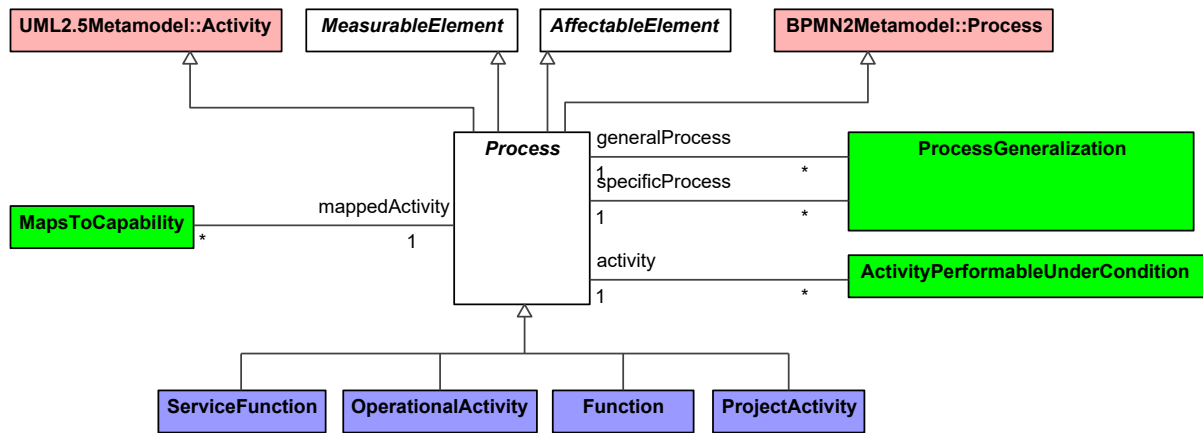 UML2.5Metamodel::Activity
MeasurableElement
AffectableElement
BPMN2Metamodel::Process
Process
generalProcess
1
*
ProcessGeneralization
specificProcess
1
*
MapsToCapability
mappedActivity
*
1
activity
1
*
ActivityPerformableUnderCondition
ServiceFunction
OperationalActivity
Function
ProjectActivity